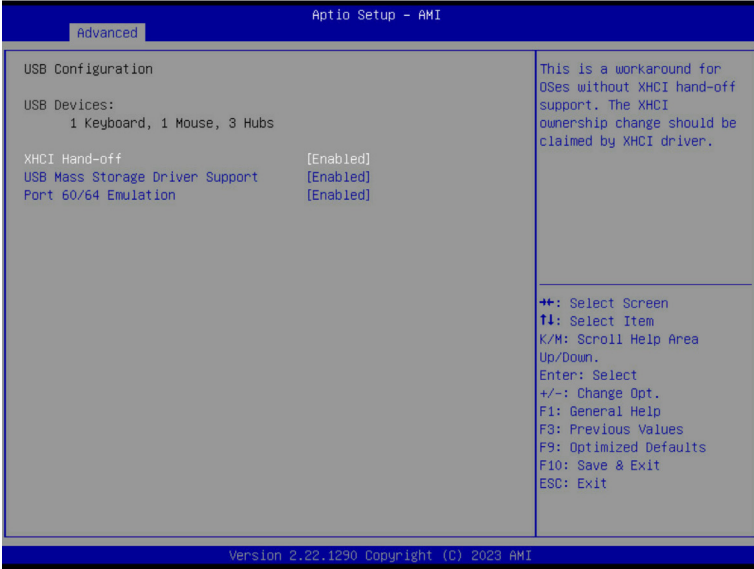 Aptio Setup – AMI
Advanced
USB Configuration
USB Devices:
1 Keyboard, 1 Mouse, 3 Hubs
XHCI Hand-off [Enabled]
USB Mass Storage Driver Support [Enabled]
Port 60/64 Emulation [Enabled]
This is a workaround for
OSes without XHCI hand-off
support. The XHCI
ownership change should be
claimed by XHCI driver.
→←: Select Screen
↑↓: Select Item
K/M: Scroll Help Area
Up/Down.
Enter: Select
+/-: Change Opt.
F1: General Help
F3: Previous Values
F9: Optimized Defaults
F10: Save & Exit
ESC: Exit
Version 2.22.1290 Copyright (C) 2023 AMI